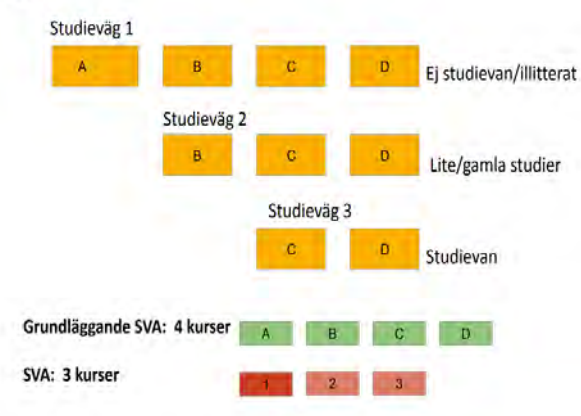 Studieväg 1
A B C D Ej studievan/illitterat
Studieväg 2
B C D Lite/gamla studier
Studieväg 3
C D Studievan
Grundläggande SVA: 4 kurser A B C D
SVA: 3 kurser 1 2 3